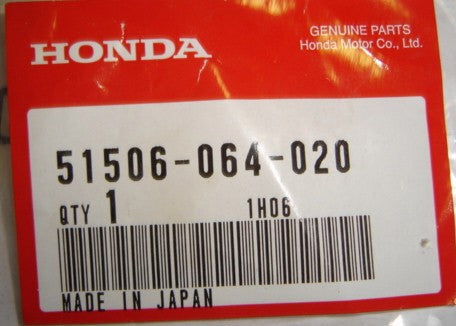 HONDA
GENUINE PARTS
Honda Motor Co., Ltd.
51506-064-020
QTY 1 1H06
MADE IN JAPAN